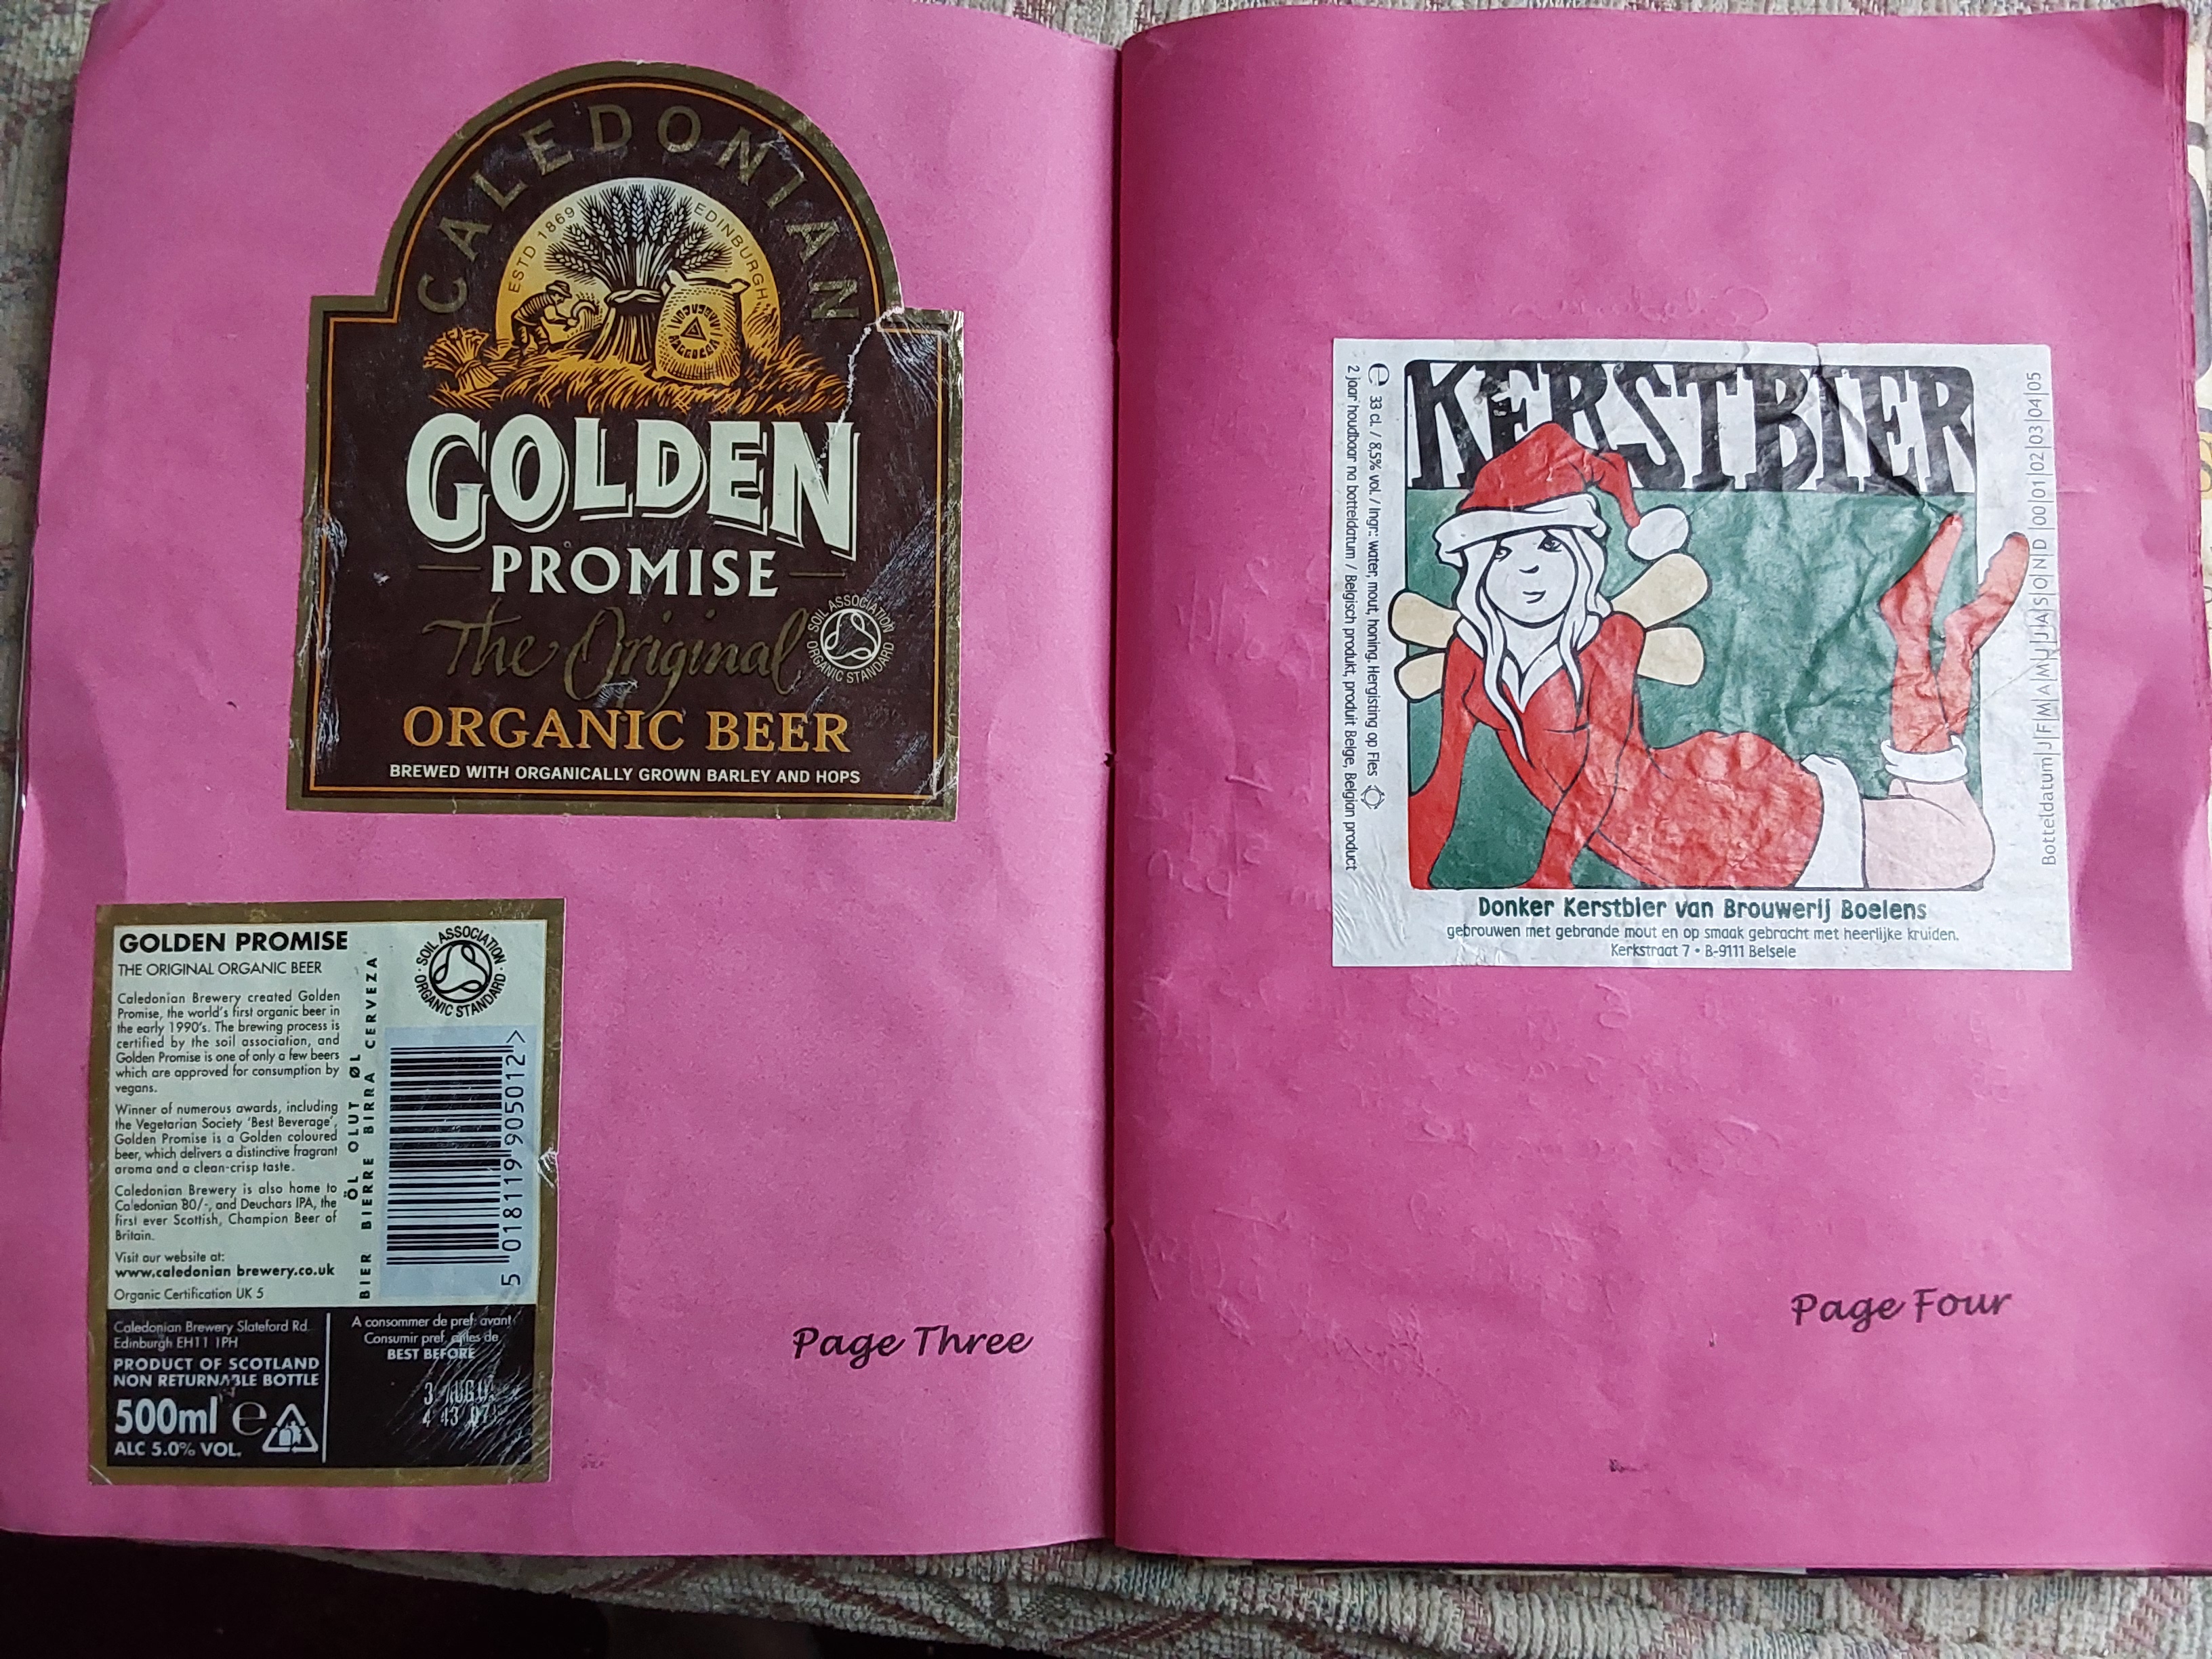 CALEDONIAN
ESTD 1869 EDINBURGH
GOLDEN
PROMISE
The Original
SOIL ASSOCIATION
ORGANIC STANDARD
ORGANIC BEER
BREWED WITH ORGANICALLY GROWN BARLEY AND HOPS
GOLDEN PROMISE
THE ORIGINAL ORGANIC BEER
Caledonian Brewery created Golden
Promise, the world's first organic beer in
the early 1990's. The brewing process is
certified by the soil association, and
Golden Promise is one of only a few beers
which are approved for consumption by
vegans.
Winner of numerous awards, including
the Vegetarian Society 'Best Beverage',
Golden Promise is a Golden coloured
beer, which delivers a distinctive fragrant
aroma and a clean-crisp taste.
Caledonian Brewery is also home to
Caledonian 80/-, and Deuchars IPA, the
first ever Scottish, Champion Beer of
Britain.
Visit our website at:
www.caledonian brewery.co.uk
Organic Certification UK 5
ÖL OLUT ØL
BIER BIERRE BIRRA CERVEZA
SOIL ASSOCIATION
ORGANIC STANDARD
5 018119 905012 >
Caledonian Brewery Slateford Rd.
Edinburgh EH11 1PH
PRODUCT OF SCOTLAND
NON RETURNABLE BOTTLE
500ml e
ALC 5.0% VOL.
A consommer de pref: avant
Consumir pref. de
BEST BEFORE
Page Three
KERSTBIER
e 33 cl. / 8,5% vol. / Ingr.: water, mout, honing. Hergisting op Fles
2 jaar houdbaar na botteldatum / Belgisch produkt, produit Belge, Belgian product
Botteldatum J|F|M|A|M|J|J|A|S|O|N|D 00|01|02|03|04|05
Donker Kerstbier van Brouwerij Boelens
gebrouwen met gebrande mout en op smaak gebracht met heerlijke kruiden.
Kerkstraat 7 • B-9111 Belsele
Page Four